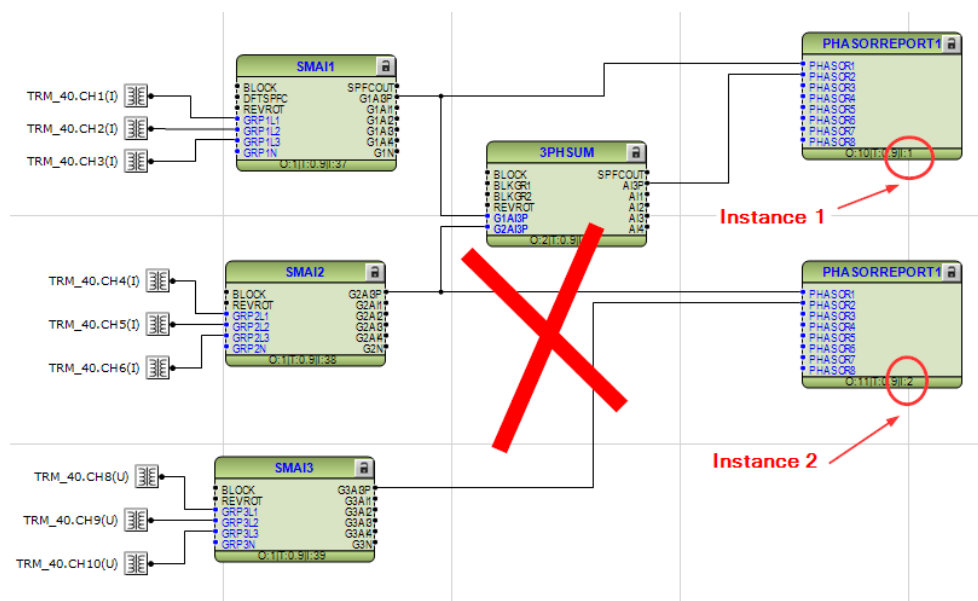 SMAI1
BLOCK SPFCOUT
DFTSPFC G1AI3P
REVROT G1AI1
GRP1L1 G1AI2
GRP1L2 G1AI3
GRP1L3 G1AI4
GRP1N G1N
O:1|T:0.9|I:37
TRM_40.CH1(I)
TRM_40.CH2(I)
TRM_40.CH3(I)
PHASORREPORT1
PHASOR1
PHASOR2
PHASOR3
PHASOR4
PHASOR5
PHASOR6
PHASOR7
PHASOR8
O:10|T:0.9|I:1
Instance 1
3PHSUM
BLOCK SPFCOUT
BLKGR1 AI3P
BLKGR2 AI1
REVROT AI2
G1AI3P AI3
G2AI3P AI4
O:2|T:0.9|
SMAI2
BLOCK G2AI3P
REVROT G2AI1
GRP2L1 G2AI2
GRP2L2 G2AI3
GRP2L3 G2AI4
GRP2N G2N
O:1|T:0.9|I:38
TRM_40.CH4(I)
TRM_40.CH5(I)
TRM_40.CH6(I)
PHASORREPORT1
PHASOR1
PHASOR2
PHASOR3
PHASOR4
PHASOR5
PHASOR6
PHASOR7
PHASOR8
O:11|T:0.9|I:2
Instance 2
SMAI3
BLOCK G3AI3P
REVROT G3AI1
GRP3L1 G3AI2
GRP3L2 G3AI3
GRP3L3 G3AI4
GRP3N G3N
O:1|T:0.9|I:39
TRM_40.CH8(U)
TRM_40.CH9(U)
TRM_40.CH10(U)